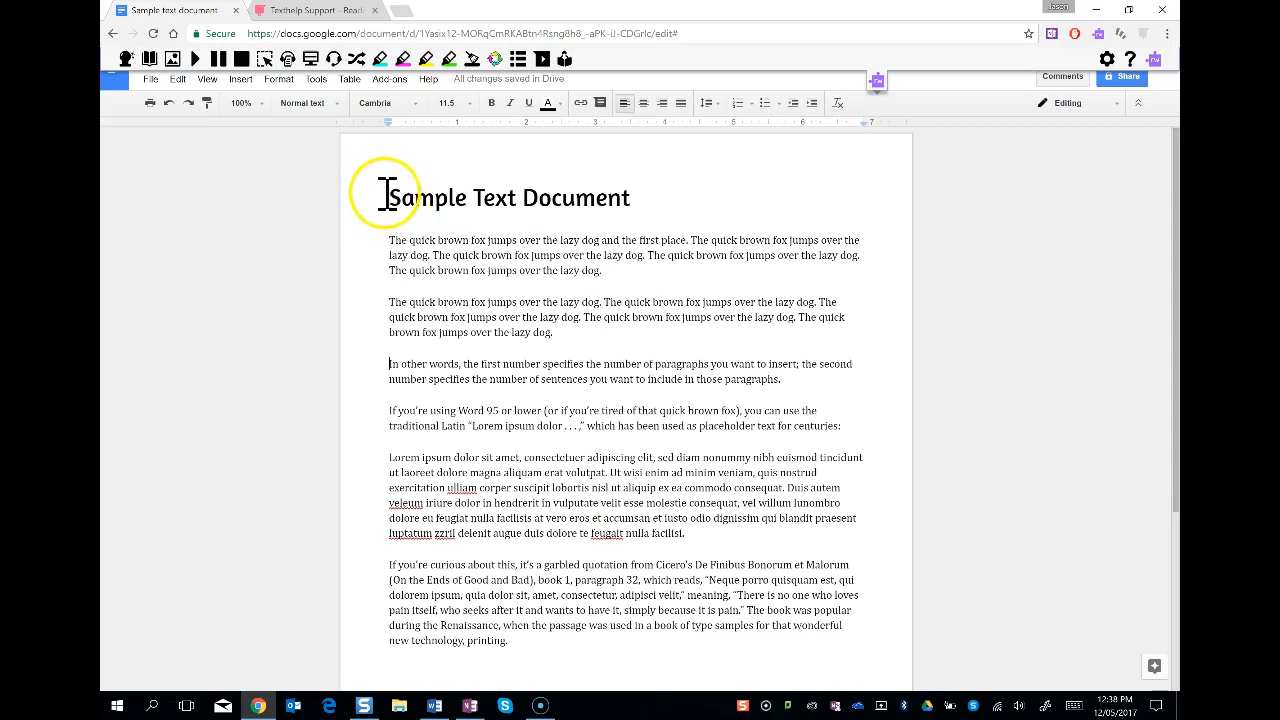 Sample text document
Texthelp Support - Read
Jason
Secure
https://docs.google.com/document/d/1Yasix12-MORqCmRKABtn4Rsng8h8_-aPK-iJ-CDGrIc/edit#
File Edit View Insert Format Tools Table Add-ons Help All changes saved in Drive
Comments
Share
100% Normal text Cambria 11.5 B I U A Editing
1 2 3 4 5 6 7
Sample Text Document
The quick brown fox jumps over the lazy dog and the first place. The quick brown fox jumps over the
lazy dog. The quick brown fox jumps over the lazy dog. The quick brown fox jumps over the lazy dog.
The quick brown fox jumps over the lazy dog.
The quick brown fox jumps over the lazy dog. The quick brown fox jumps over the lazy dog. The
quick brown fox jumps over the lazy dog. The quick brown fox jumps over the lazy dog. The quick
brown fox jumps over the lazy dog.
In other words, the first number specifies the number of paragraphs you want to insert; the second
number specifies the number of sentences you want to include in those paragraphs.
If you're using Word 95 or lower (or if you're tired of that quick brown fox), you can use the
traditional Latin “Lorem ipsum dolor . . . ,” which has been used as placeholder text for centuries:
Lorem ipsum dolor sit amet, consectetuer adipiscing elit, sed diam nonummy nibh euismod tincidunt
ut laoreet dolore magna aliquam erat volutpat. Ut wisi enim ad minim veniam, quis nostrud
exercitation ulliam corper suscipit lobortis nisl ut aliquip ex ea commodo consequat. Duis autem
veleum iriure dolor in hendrerit in vulputate velit esse molestie consequat, vel willum lunombro
dolore eu feugiat nulla facilisis at vero eros et accumsan et iusto odio dignissim qui blandit praesent
luptatum zzril delenit augue duis dolore te feugait nulla facilisi.
If you're curious about this, it's a garbled quotation from Cicero's De Finibus Bonorum et Malorum
(On the Ends of Good and Bad), book 1, paragraph 32, which reads, “Neque porro quisquam est, qui
dolorem ipsum, quia dolor sit, amet, consectetur, adipisci velit,” meaning, “There is no one who loves
pain itself, who seeks after it and wants to have it, simply because it is pain.” The book was popular
during the Renaissance, when the passage was used in a book of type samples for that wonderful
new technology, printing.
12:38 PM
12/05/2017